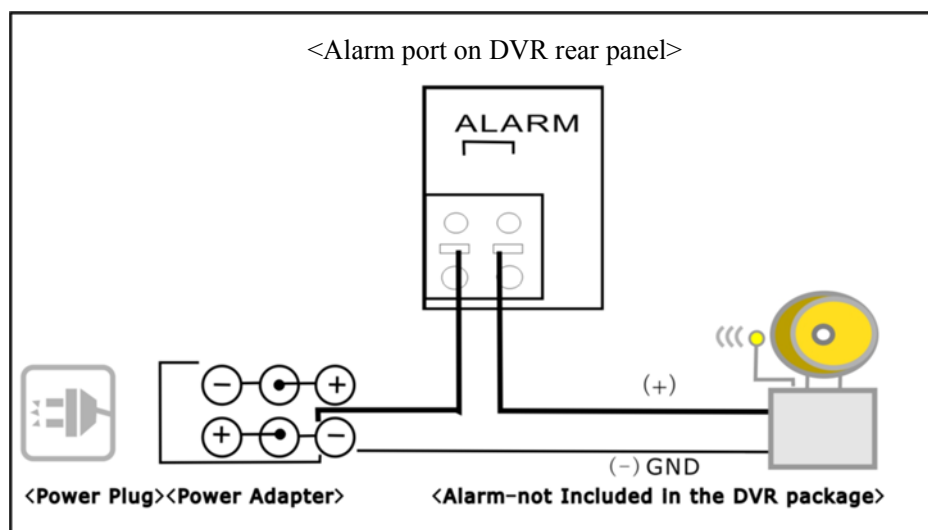 <Alarm port on DVR rear panel>
ALARM
- +
+ -
(+)
(-) GND
<Power Plug><Power Adapter> <Alarm-not Included in the DVR package>